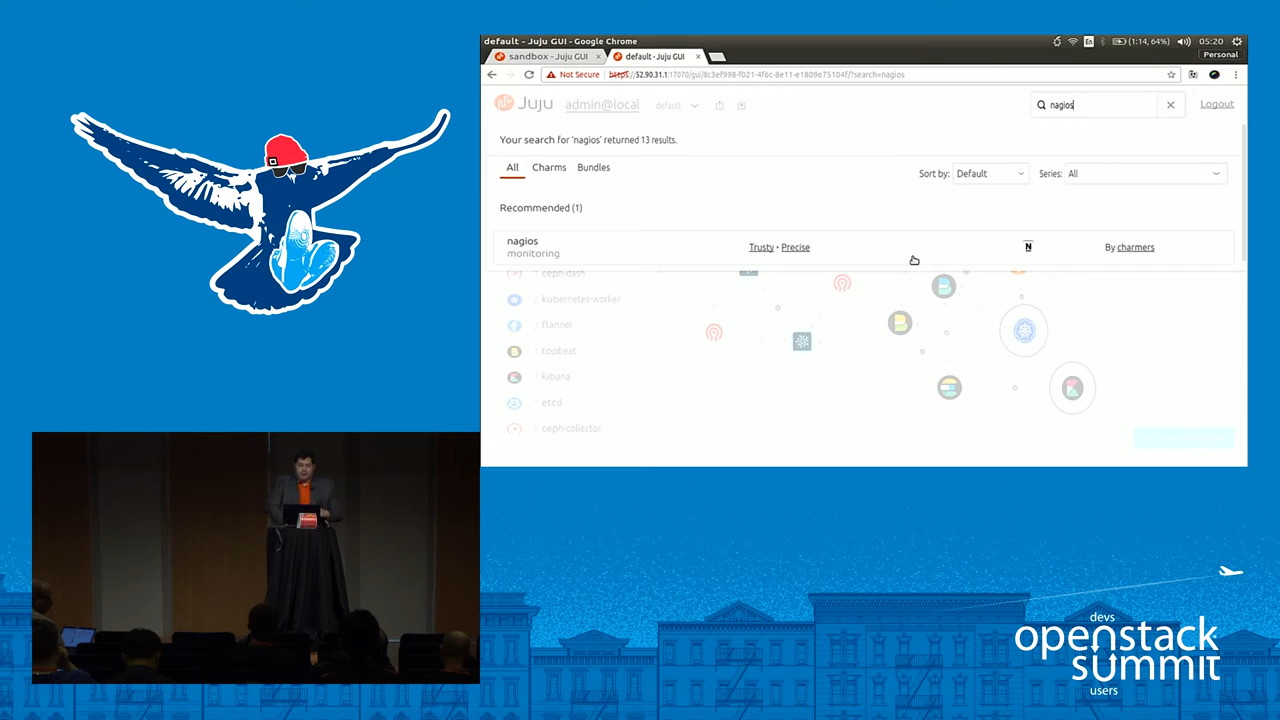 default - Juju GUI - Google Chrome
En
(1:14, 64%)
05:20
sandbox - Juju GUI
default - Juju GUI
Personal
Not Secure
https://52.90.31.1:17070/gui/8c3ef998-f021-4f6c-8e11-e1809e75104f/?search=nagios
Juju
admin@local
default
nagios
Logout
Your search for 'nagios' returned 13 results.
All
Charms
Bundles
Sort by:
Default
Series:
All
Recommended (1)
nagios
monitoring
Trusty • Precise
N
By charmers
ceph-dash
kubernetes-worker
flannel
topbeat
kibana
etcd
ceph-collector
devs
openstack
summit
users